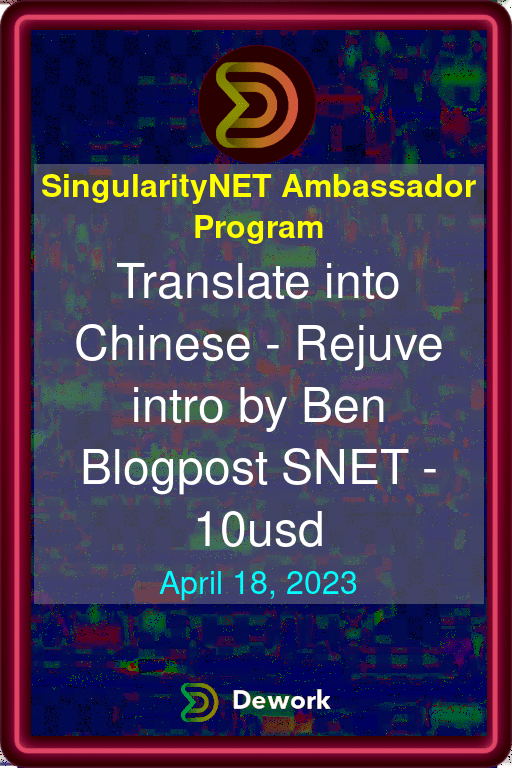 SingularityNET Ambassador
Program
Translate into
Chinese - Rejuve
intro by Ben
Blogpost SNET -
10usd
April 18, 2023
Dework